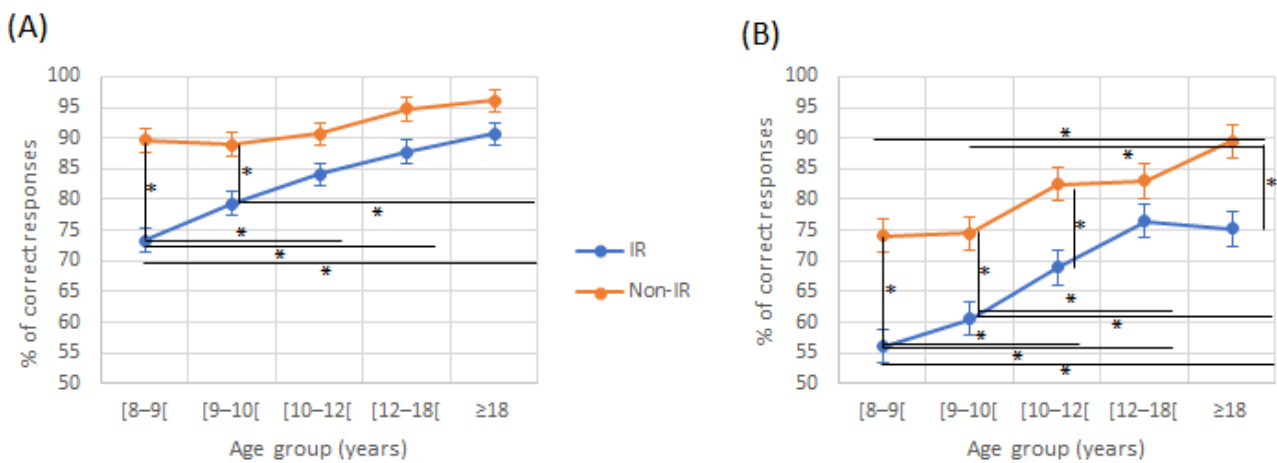 (A)
% of correct responses
100
95
90
85
80
75
70
65
60
55
50
* * * * * *
[8–9[ [9–10[ [10–12[ [12–18[ ≥18
Age group (years)
IR
Non-IR
(B)
% of correct responses
100
95
90
85
80
75
70
65
60
55
50
* * * * * * * * * * *
[8–9[ [9–10[ [10–12[ [12–18[ ≥18
Age group (years)